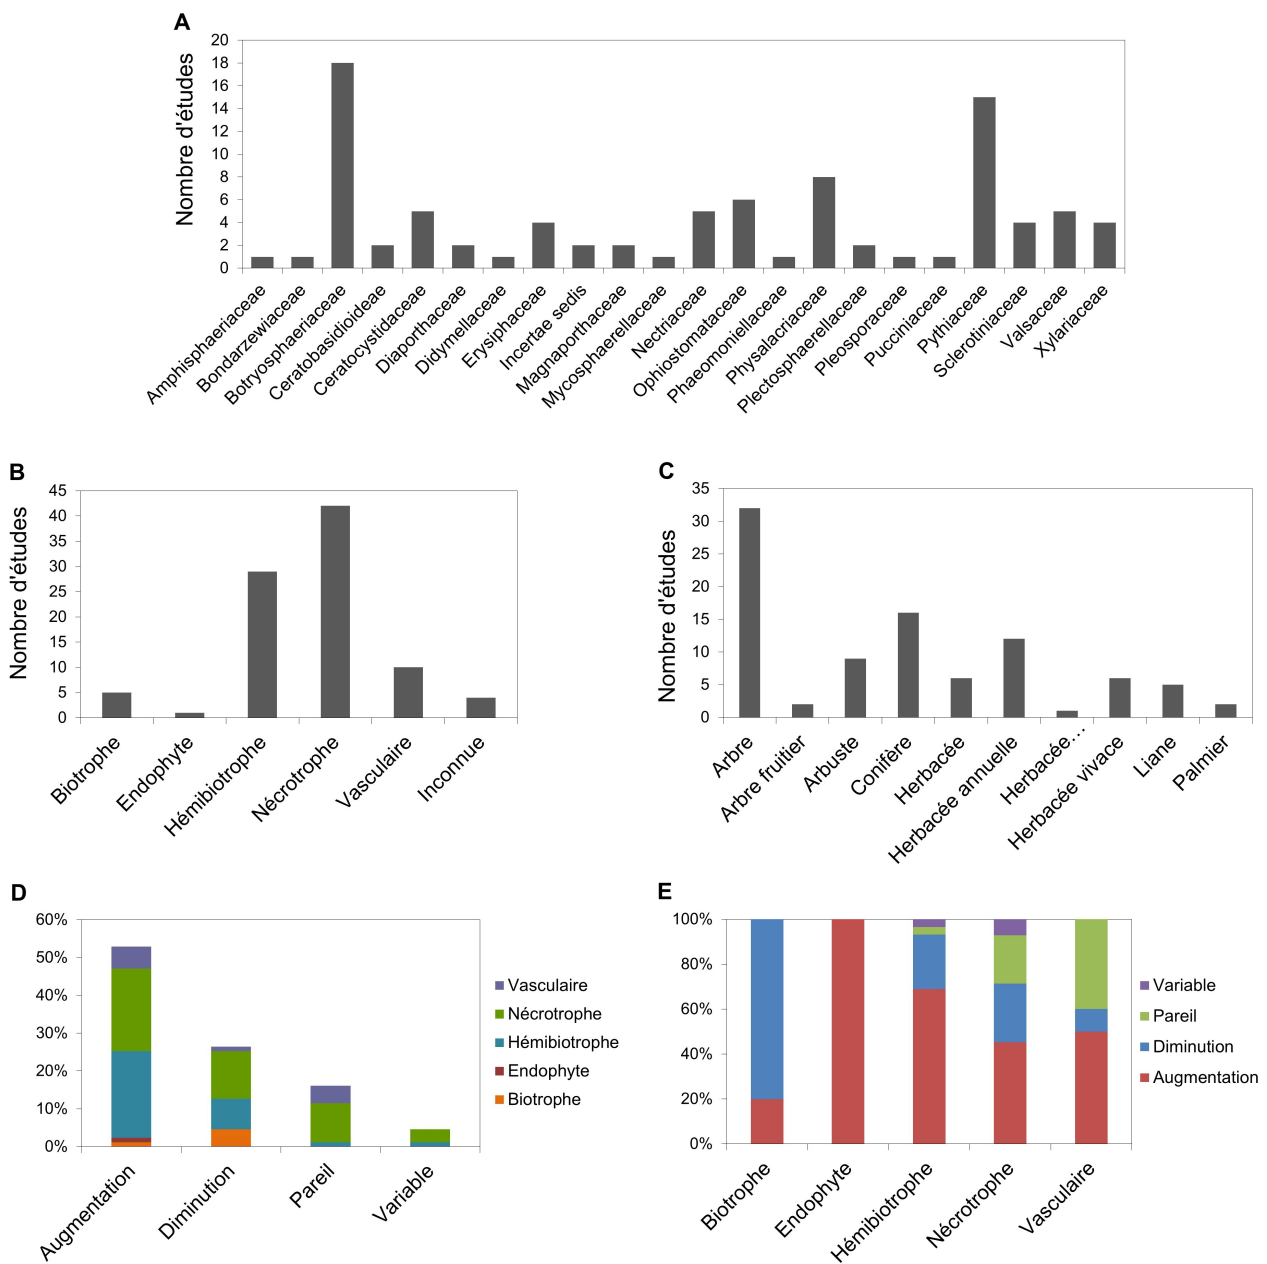 A
Nombre d'études
20
18
16
14
12
10
8
6
4
2
0
Amphisphaeriaceae
Bondarzewiaceae
Botryosphaeriaceae
Ceratobasidioideae
Ceratocystidaceae
Diaporthaceae
Didymellaceae
Erysiphaceae
Incertae sedis
Magnaporthaceae
Mycosphaerellaceae
Nectriaceae
Ophiostomataceae
Phaeomoniellaceae
Physalacriaceae
Plectosphaerellaceae
Pleosporaceae
Pucciniaceae
Pythiaceae
Sclerotiniaceae
Valsaceae
Xylariaceae
B
Nombre d'études
45
40
35
30
25
20
15
10
5
0
Biotrophe
Endophyte
Hémibiotrophe
Nécrotrophe
Vasculaire
Inconnue
C
Nombre d'études
35
30
25
20
15
10
5
0
Arbre
Arbre fruitier
Arbuste
Conifère
Herbacée
Herbacée annuelle
Herbacée…
Herbacée vivace
Liane
Palmier
D
60%
50%
40%
30%
20%
10%
0%
Augmentation
Diminution
Pareil
Variable
Vasculaire
Nécrotrophe
Hémibiotrophe
Endophyte
Biotrophe
E
100%
80%
60%
40%
20%
0%
Biotrophe
Endophyte
Hémibiotrophe
Nécrotrophe
Vasculaire
Variable
Pareil
Diminution
Augmentation